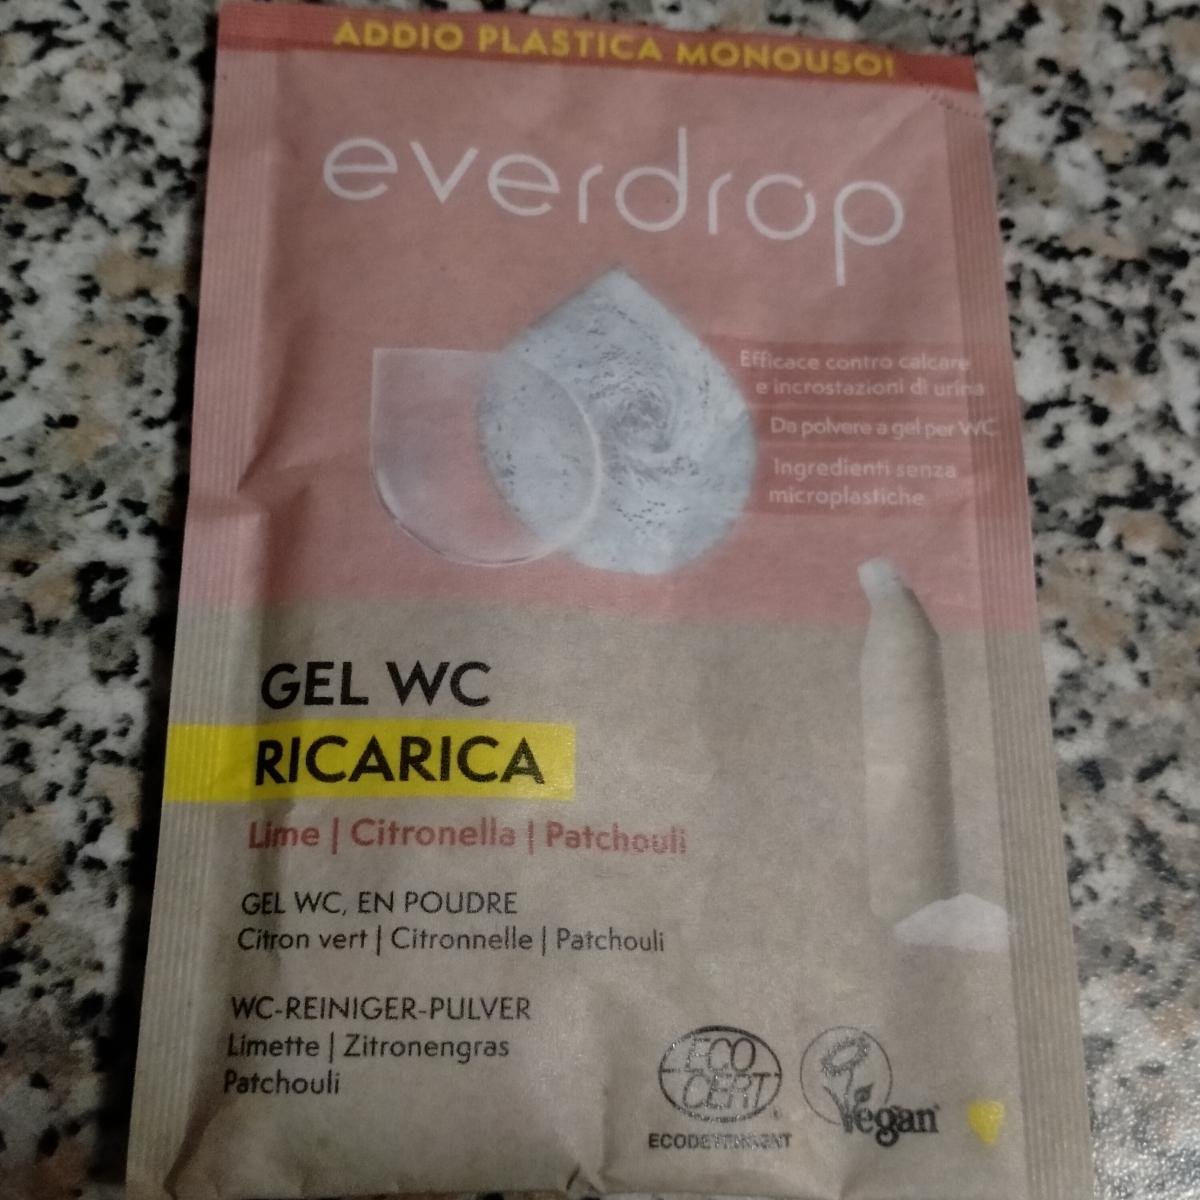 ADDIO PLASTICA MONOUSO!
everdrop
Efficace contro calcare
e incrostazioni di urina
Da polvere a gel per WC
Ingredienti senza
microplastiche
GEL WC
RICARICA
Lime | Citronella | Patchouli
GEL WC, EN POUDRE
Citron vert | Citronnelle | Patchouli
WC-REINIGER-PULVER
Limette | Zitronengras
Patchouli
ECO
CERT
ECODETERGENT
Vegan